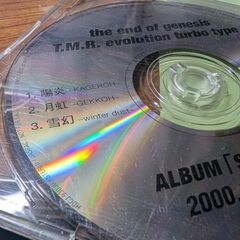 the end of genesis
T.M.R. evolution turbo type
1. 陽炎 -KAGEROH-
2. 月虹 -GEKKOH-
3. 雪幻 -winter dust-
ALBUM「
2000.